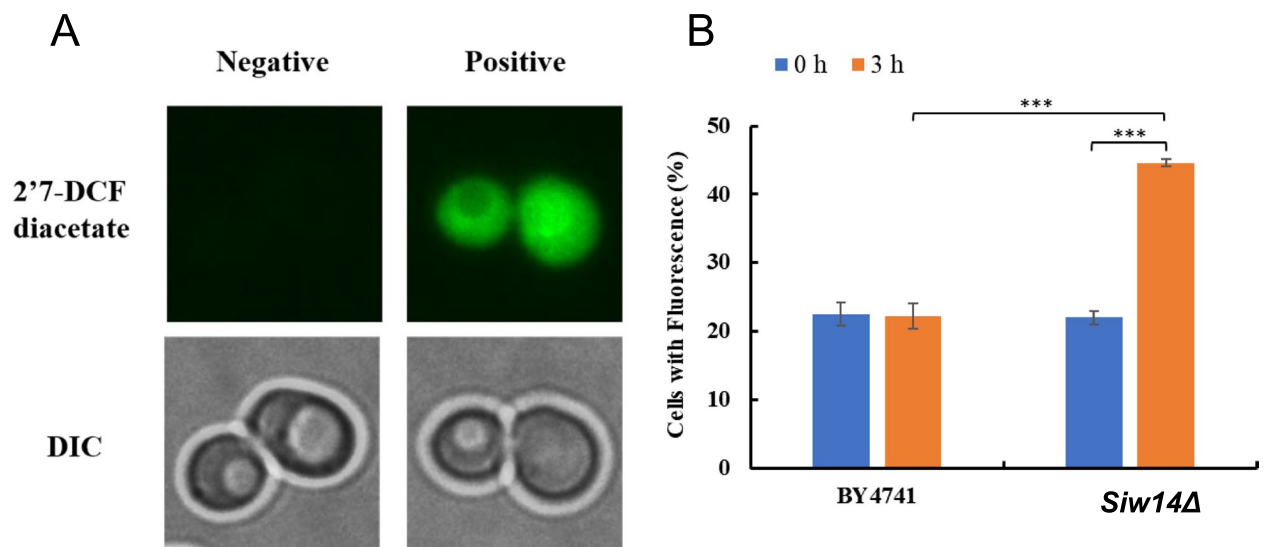 A
Negative
Positive
2'7-DCF
diacetate
DIC
B
0 h
3 h
***
***
Cells with Fluorescence (%)
50
40
30
20
10
0
BY4741
Siw14Δ